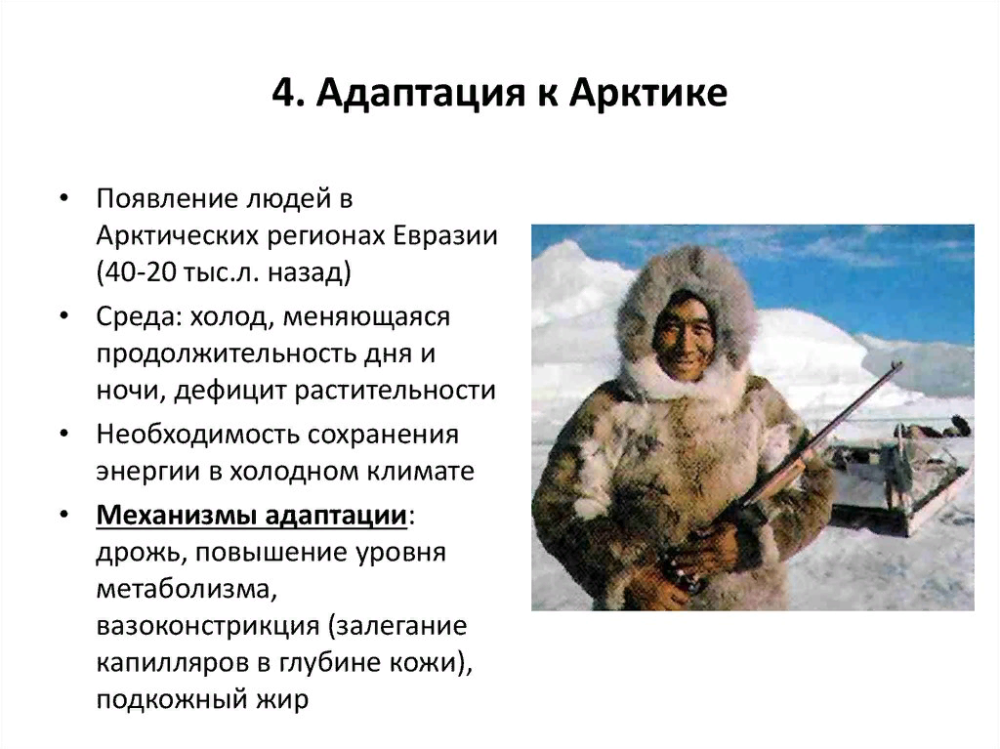 4. Адаптация к Арктике
• Появление людей в
Арктических регионах Евразии
(40-20 тыс.л. назад)
• Среда: холод, меняющаяся
продолжительность дня и
ночи, дефицит растительности
• Необходимость сохранения
энергии в холодном климате
• Механизмы адаптации:
дрожь, повышение уровня
метаболизма,
вазоконстрикция (залегание
капилляров в глубине кожи),
подкожный жир